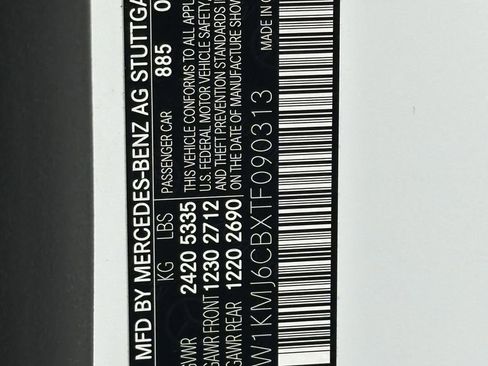 MFD BY MERCEDES-BENZ AG STUTTGA
KG LBS PASSENGER CAR 885 0
GVWR 2420 5335 THIS VEHICLE CONFORMS TO ALL APPL
GAWR FRONT 1230 2712 U.S. FEDERAL MOTOR VEHICLE SAFETY,
GAWR REAR 1220 2690 AND THEFT PREVENTION STANDARDS I
ON THE DATE OF MANUFACTURE SHOW
W1KMJ6CBXTF090313 MADE IN